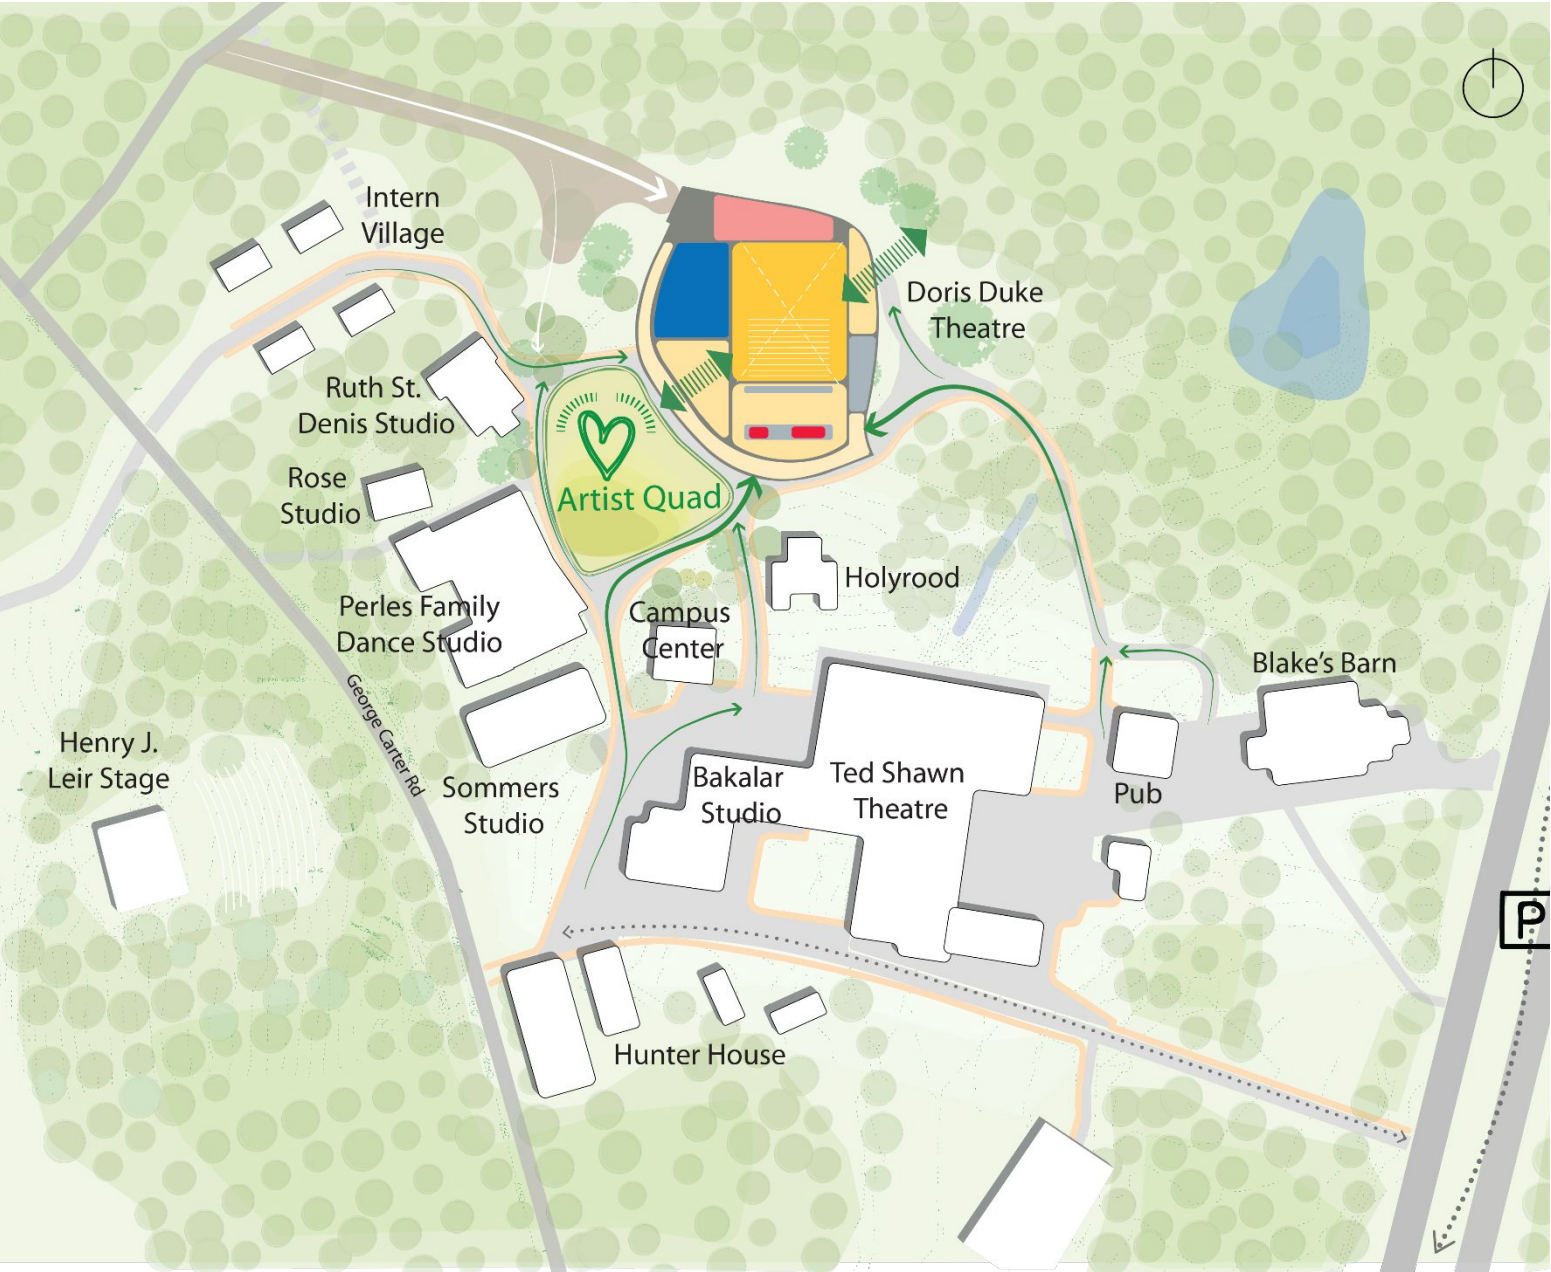 Intern
Village
Doris Duke
Theatre
Ruth St.
Denis Studio
Rose
Studio
Artist Quad
Holyrood
Perles Family
Dance Studio
Campus
Center
Blake's Barn
George Carter Rd
Henry J.
Leir Stage
Sommers
Studio
Bakalar
Studio
Ted Shawn
Theatre
Pub
P
Hunter House